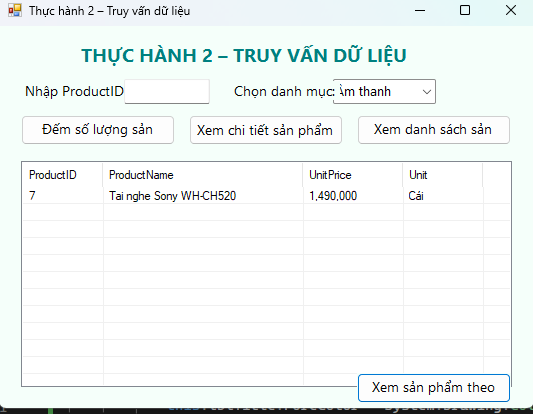 Thực hành 2 – Truy vấn dữ liệu
THỰC HÀNH 2 – TRUY VẤN DỮ LIỆU
Nhập ProductID
Chọn danh mục: Âm thanh
Đếm số lượng sản
Xem chi tiết sản phẩm
Xem danh sách sản
ProductID ProductName UnitPrice Unit
7 Tai nghe Sony WH-CH520 1,490,000 Cái
Xem sản phẩm theo